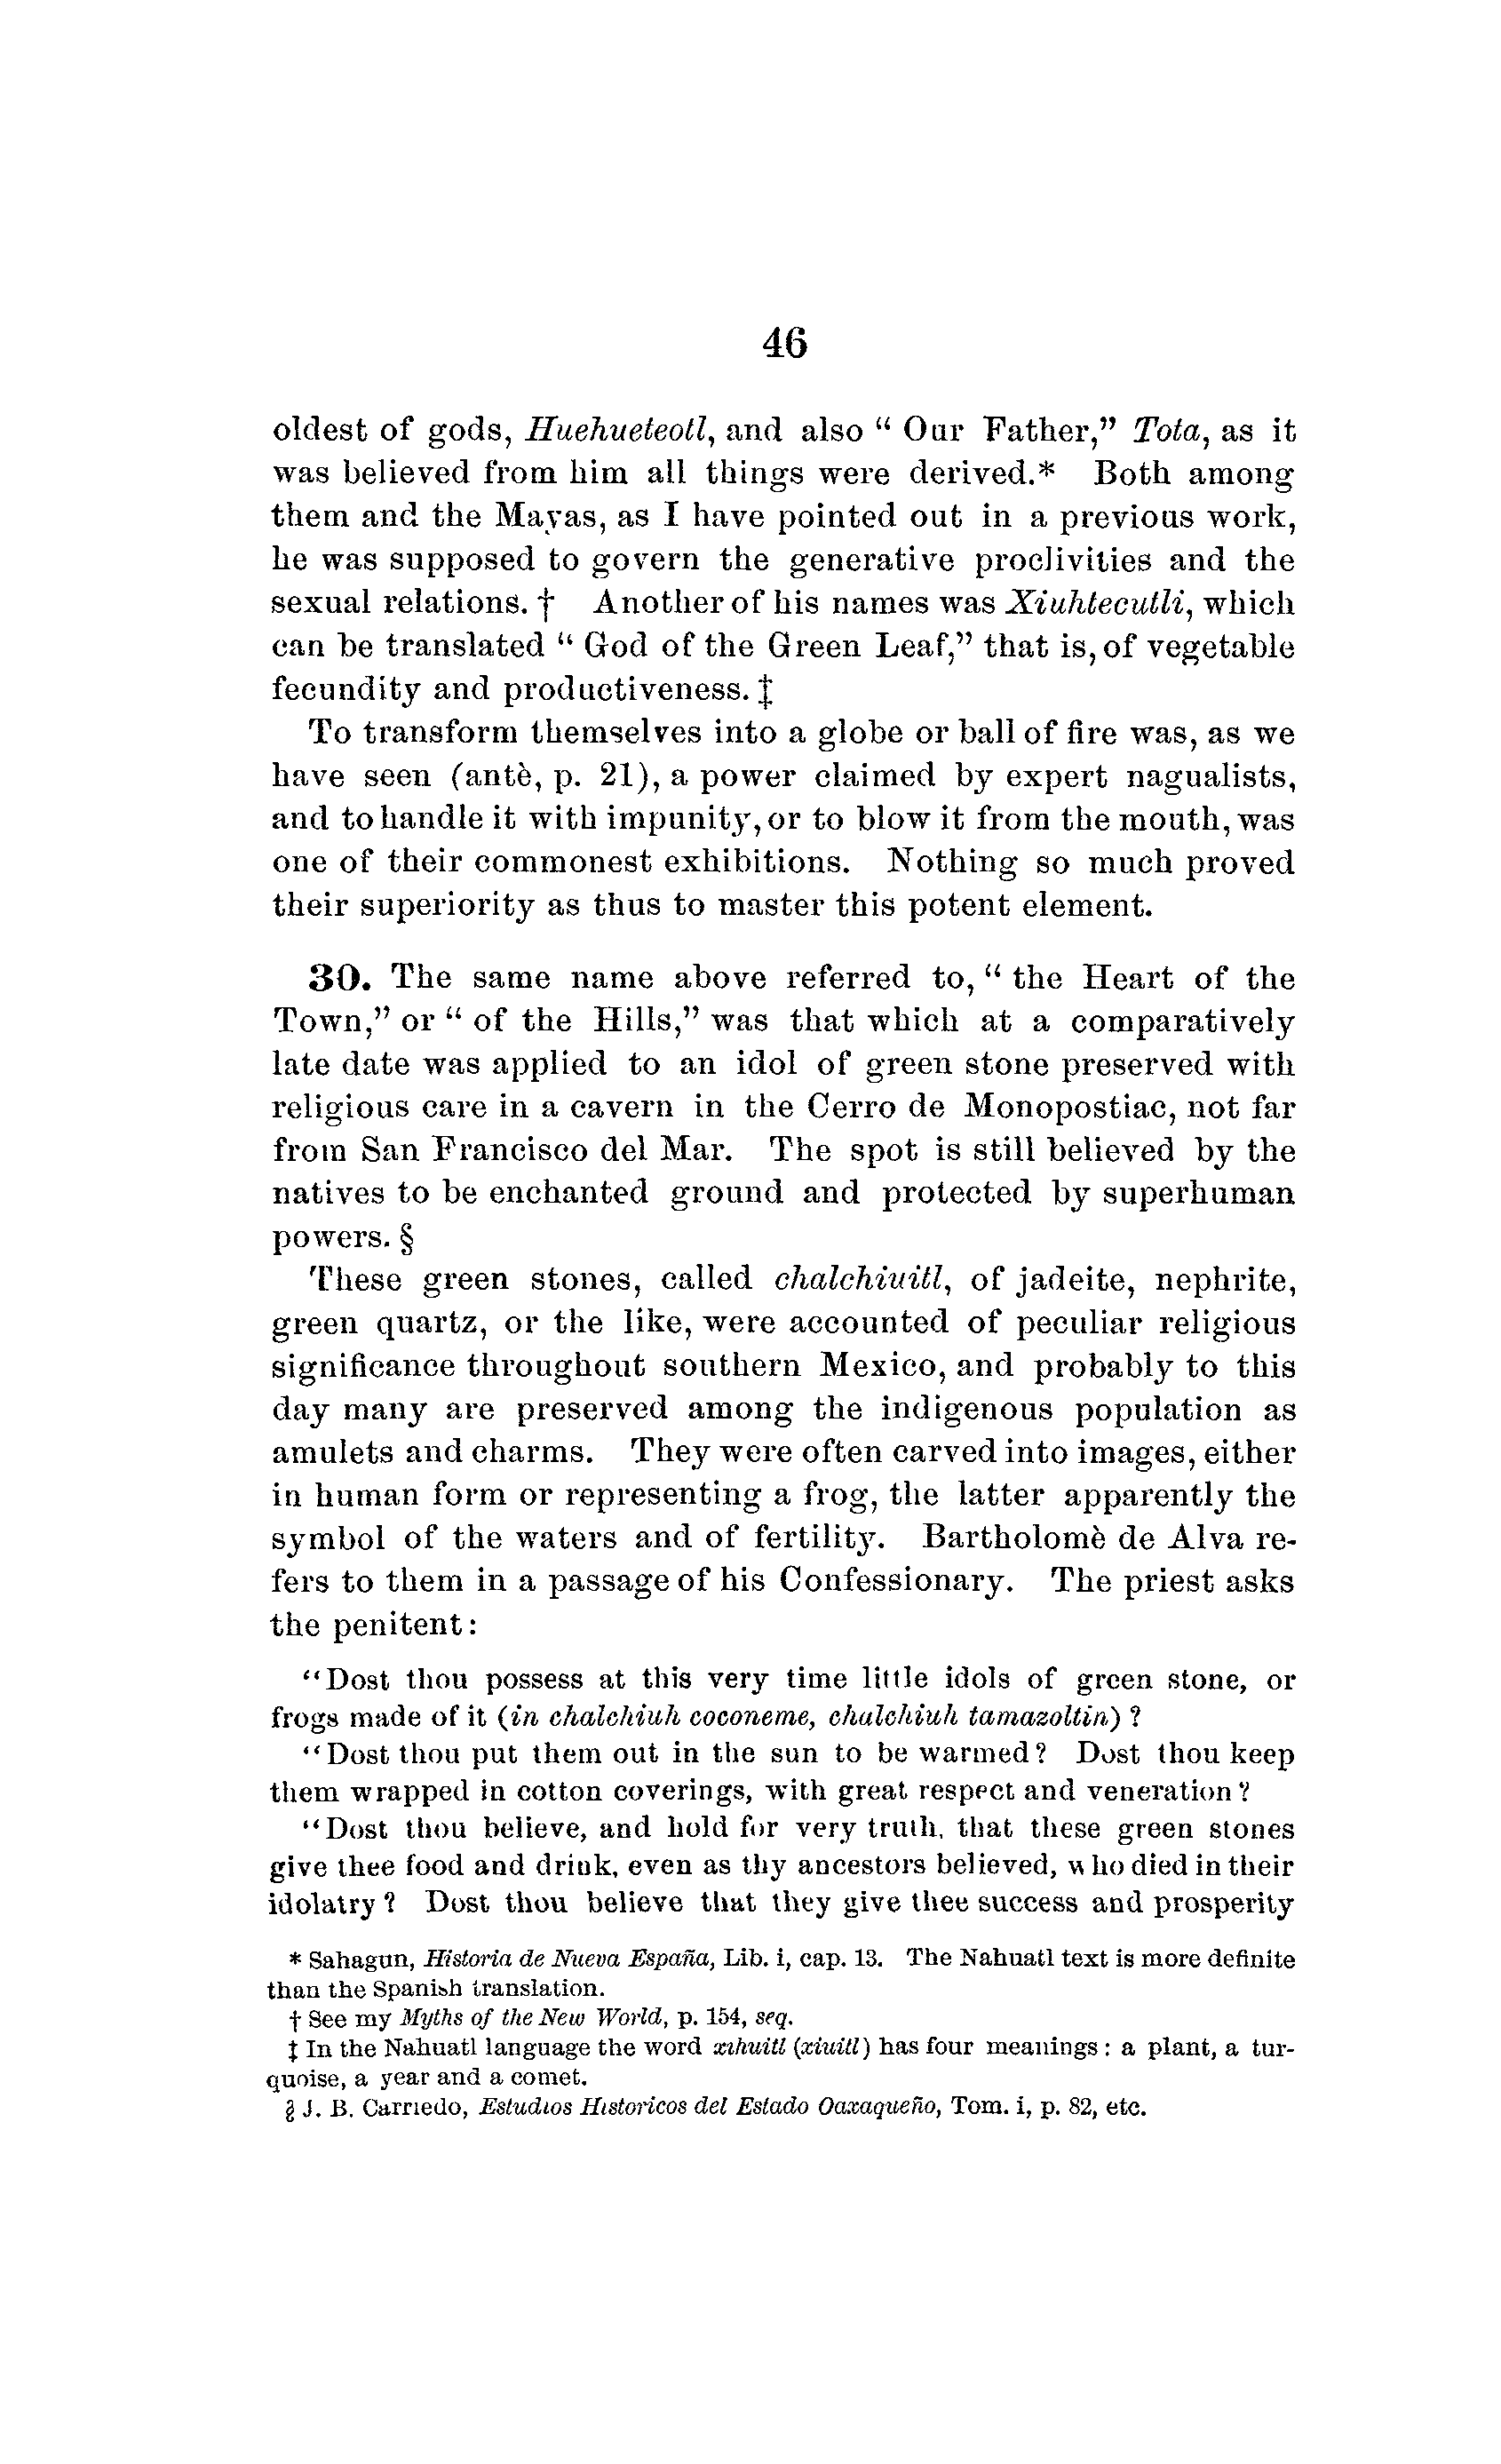 46
oldest of gods, Huehueteotl, and also “ Our Father,” Tota, as it
was believed from him all things were derived.* Both among
them and the Mayas, as I have pointed out in a previous work,
he was supposed to govern the generative proclivities and the
sexual relations. † Another of his names was Xiuhtecutli, which
can be translated “ God of the Green Leaf,” that is, of vegetable
fecundity and productiveness. ‡
To transform themselves into a globe or ball of fire was, as we
have seen (antè, p. 21), a power claimed by expert nagualists,
and to handle it with impunity, or to blow it from the mouth, was
one of their commonest exhibitions. Nothing so much proved
their superiority as thus to master this potent element.
30. The same name above referred to, “ the Heart of the
Town,” or “ of the Hills,” was that which at a comparatively
late date was applied to an idol of green stone preserved with
religious care in a cavern in the Cerro de Monopostiac, not far
from San Francisco del Mar. The spot is still believed by the
natives to be enchanted ground and protected by superhuman
powers. §
These green stones, called chalchiuitl, of jadeite, nephrite,
green quartz, or the like, were accounted of peculiar religious
significance throughout southern Mexico, and probably to this
day many are preserved among the indigenous population as
amulets and charms. They were often carved into images, either
in human form or representing a frog, the latter apparently the
symbol of the waters and of fertility. Bartholomè de Alva re-
fers to them in a passage of his Confessionary. The priest asks
the penitent:
“Dost thou possess at this very time little idols of green stone, or
frogs made of it (in chalchiuh coconeme, chalchiuh tamazoltin) ?
“Dost thou put them out in the sun to be warmed? Dost thou keep
them wrapped in cotton coverings, with great respect and veneration ?
“Dost thou believe, and hold for very truth, that these green stones
give thee food and drink, even as thy ancestors believed, who died in their
idolatry ? Dost thou believe that they give thee success and prosperity
* Sahagun, Historia de Nueva España, Lib. i, cap. 13. The Nahuatl text is more definite
than the Spanish translation.
† See my Myths of the New World, p. 154, seq.
‡ In the Nahuatl language the word xihuitl (xiuitl) has four meanings : a plant, a tur-
quoise, a year and a comet.
§ J. B. Carriedo, Estudios Historicos del Estado Oaxaqueño, Tom. i, p. 82, etc.